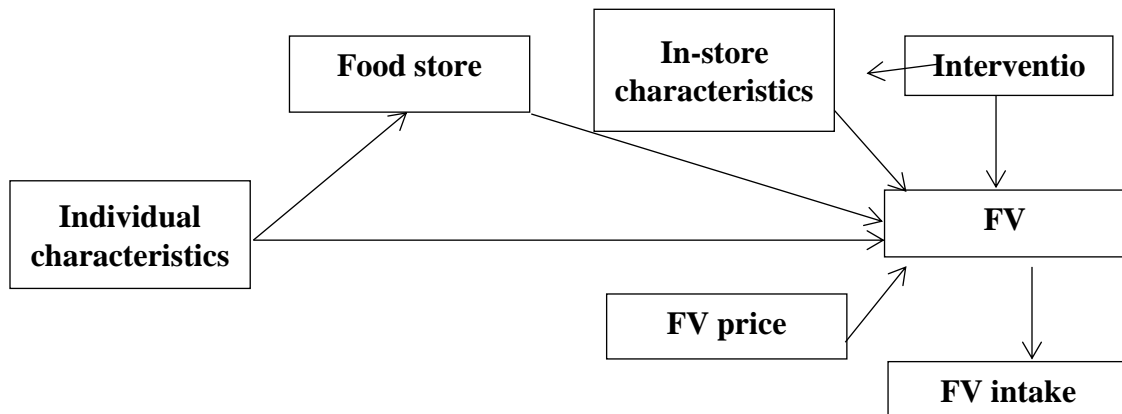 Food store
In-store
characteristics
Interventio
Individual
characteristics
FV
FV price
FV intake